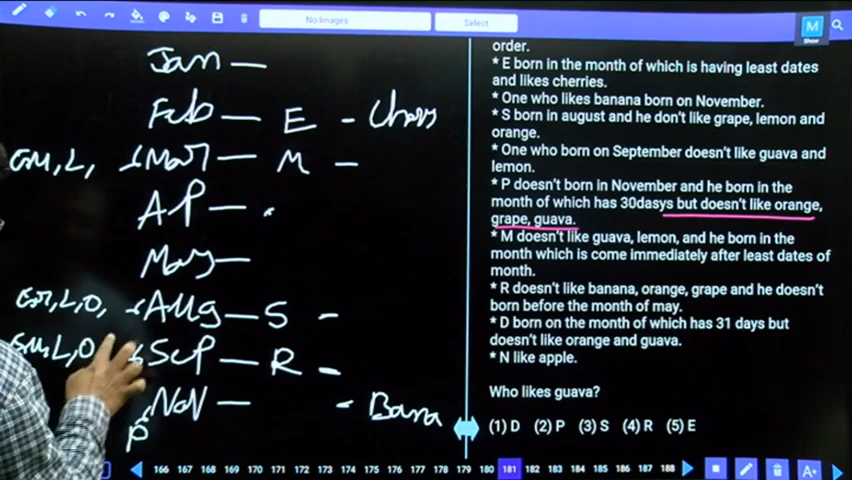 No Images
Select
M
Show
Jan —
Feb — E -
Mar — M -
AP —
May —
Aug — S -
Sep — R -
Nov — - Bana
P
order.
* E born in the month of which is having least dates
and likes cherries.
* One who likes banana born on November.
* S born in august and he don't like grape, lemon and
orange.
* One who born on September doesn't like guava and
lemon.
* P doesn't born in November and he born in the
month of which has 30dasys but doesn't like orange,
grape, guava.
* M doesn't like guava, lemon, and he born in the
month which is come immediately after least dates of
month.
* R doesn't like banana, orange, grape and he doesn't
born before the month of may.
* D born on the month of which has 31 days but
doesn't like orange and guava.
* N like apple.
Who likes guava?
(1) D (2) P (3) S (4) R (5) E
166 167 168 169 170 171 172 173 174 175 176 177 178 179 180 181 182 183 184 185 186 187 188
A+